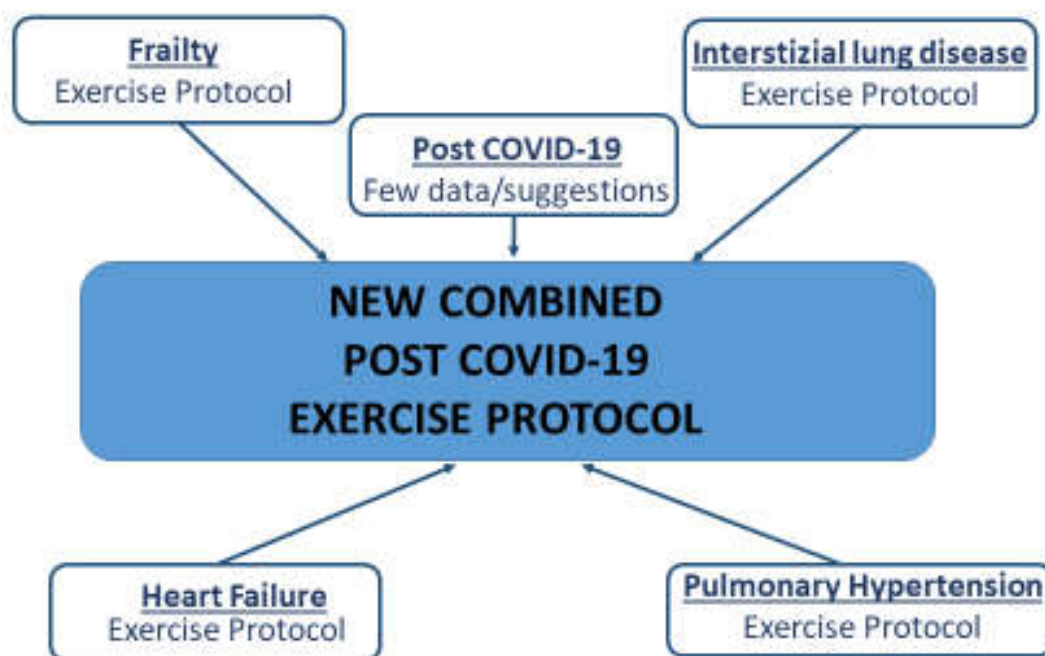 Frailty
Exercise Protocol
Interstizial lung disease
Exercise Protocol
Post COVID-19
Few data/suggestions
NEW COMBINED
POST COVID-19
EXERCISE PROTOCOL
Heart Failure
Exercise Protocol
Pulmonary Hypertension
Exercise Protocol